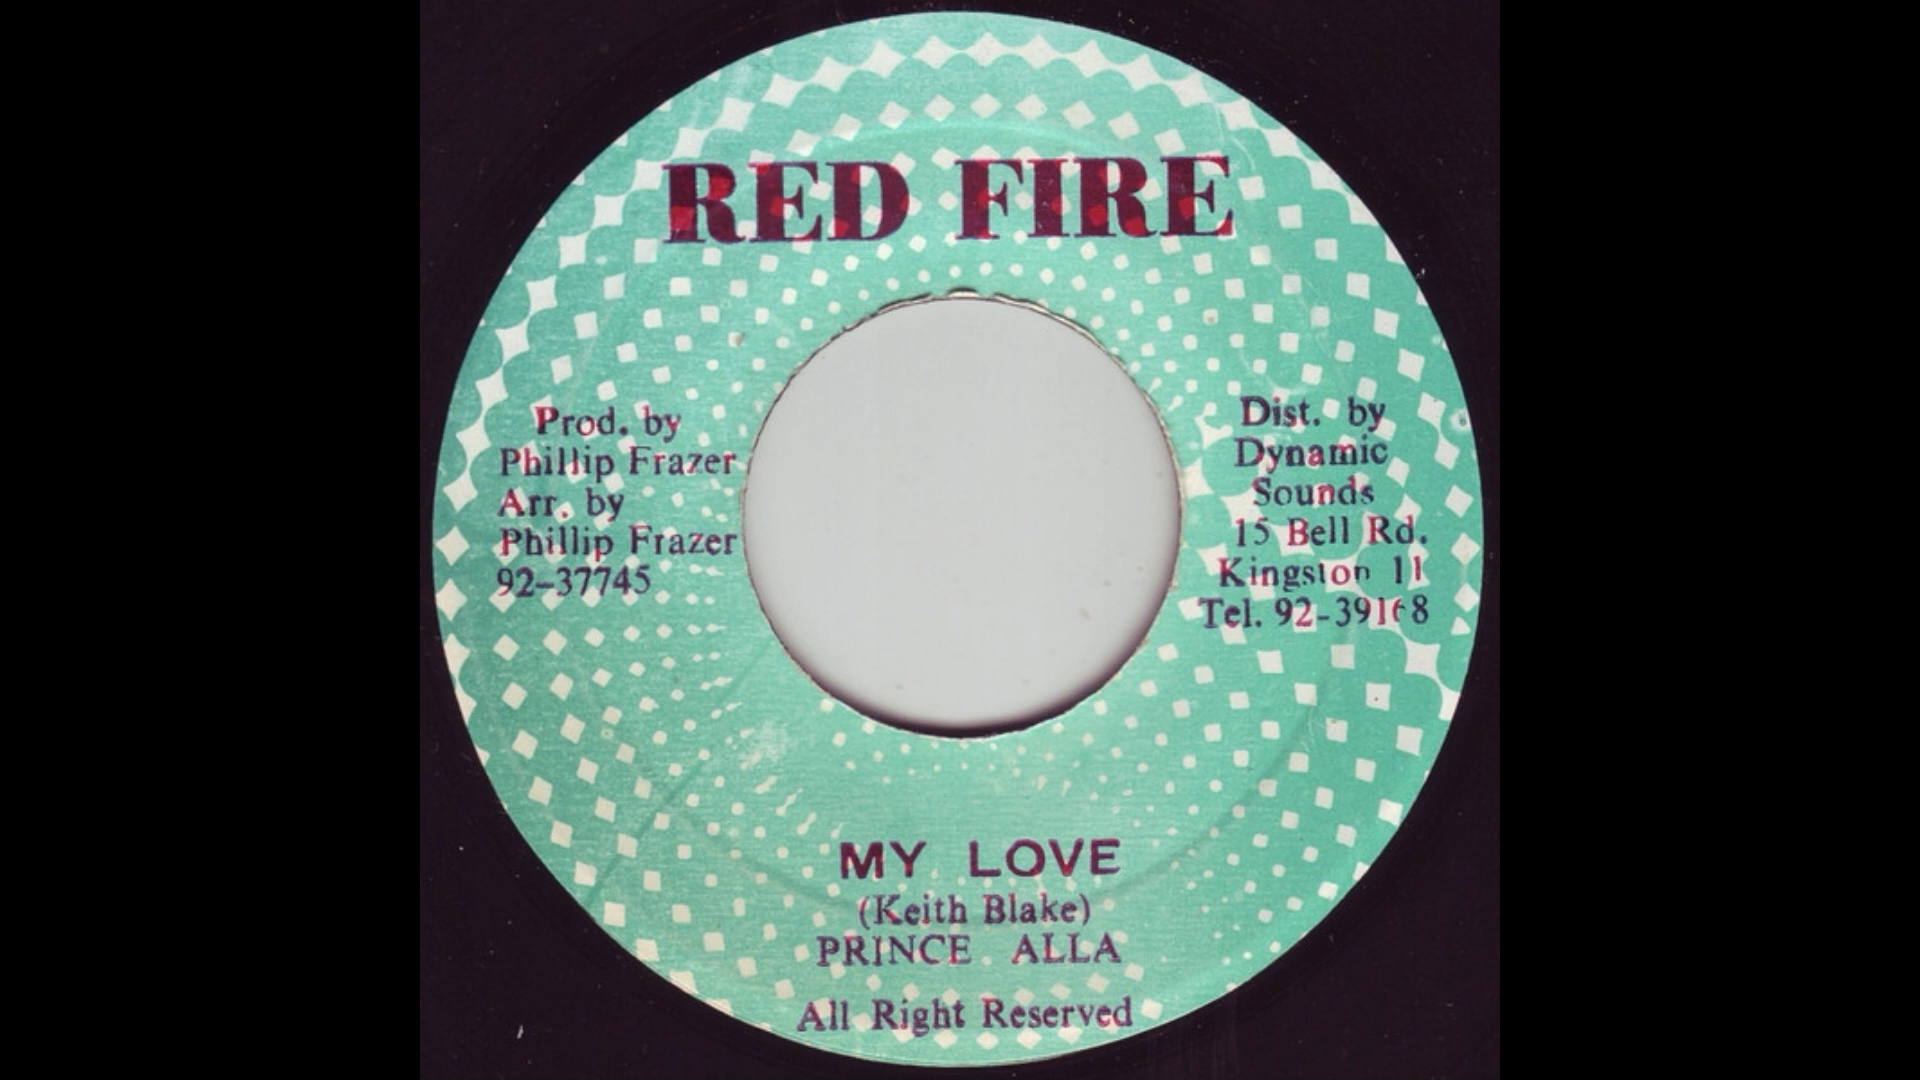 RED FIRE
Prod. by
Phillip Frazer
Arr. by
Phillip Frazer
92-37745
Dist. by
Dynamic
Sounds
15 Bell Rd.
Kingston 11
Tel. 92-39168
MY LOVE
(Keith Blake)
PRINCE ALLA
All Right Reserved